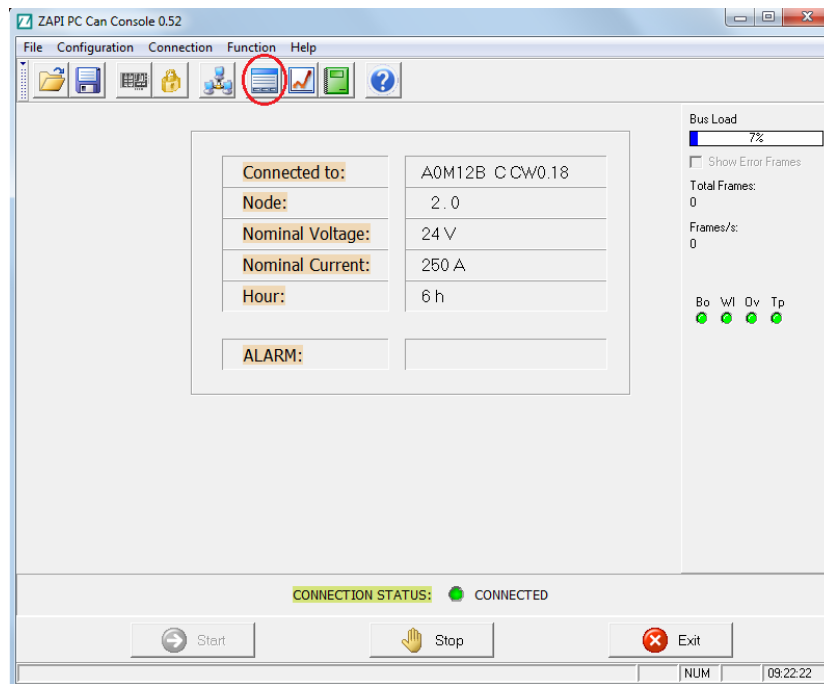 ZAPI PC Can Console 0.52
File Configuration Connection Function Help
Bus Load
7%
Show Error Frames
Total Frames:
0
Frames/s:
0
Bo Wl Ov Tp
Connected to: A0M12B C CW0.18
Node: 2.0
Nominal Voltage: 24 V
Nominal Current: 250 A
Hour: 6 h
ALARM:
CONNECTION STATUS: CONNECTED
Start Stop Exit
NUM 09:22:22